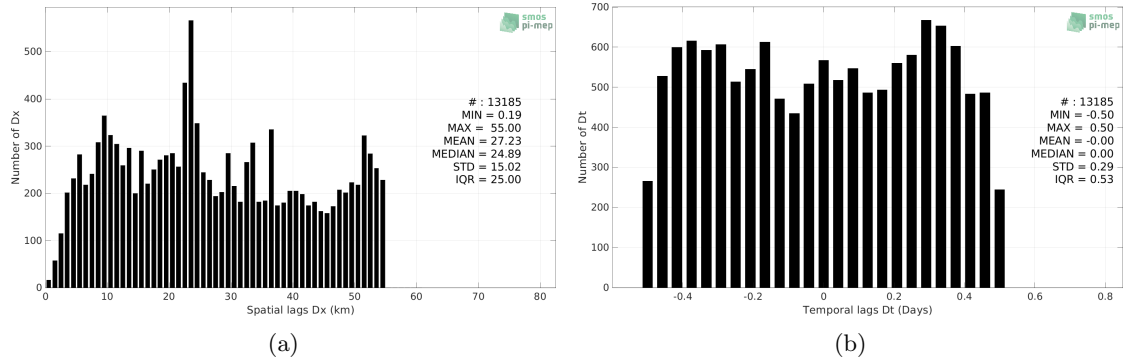 smos
pi-mep
500
400
300
200
100
0
Number of Dx
# : 13185
MIN = 0.19
MAX = 55.00
MEAN = 27.23
MEDIAN = 24.89
STD = 15.02
IQR = 25.00
0 10 20 30 40 50 60 70 80
Spatial lags Dx (km)
(a)
smos
pi-mep
700
600
500
400
300
200
100
0
Number of Dt
# : 13185
MIN = -0.50
MAX = 0.50
MEAN = -0.00
MEDIAN = 0.00
STD = 0.29
IQR = 0.53
-0.4 -0.2 0 0.2 0.4 0.6 0.8
Temporal lags Dt (Days)
(b)